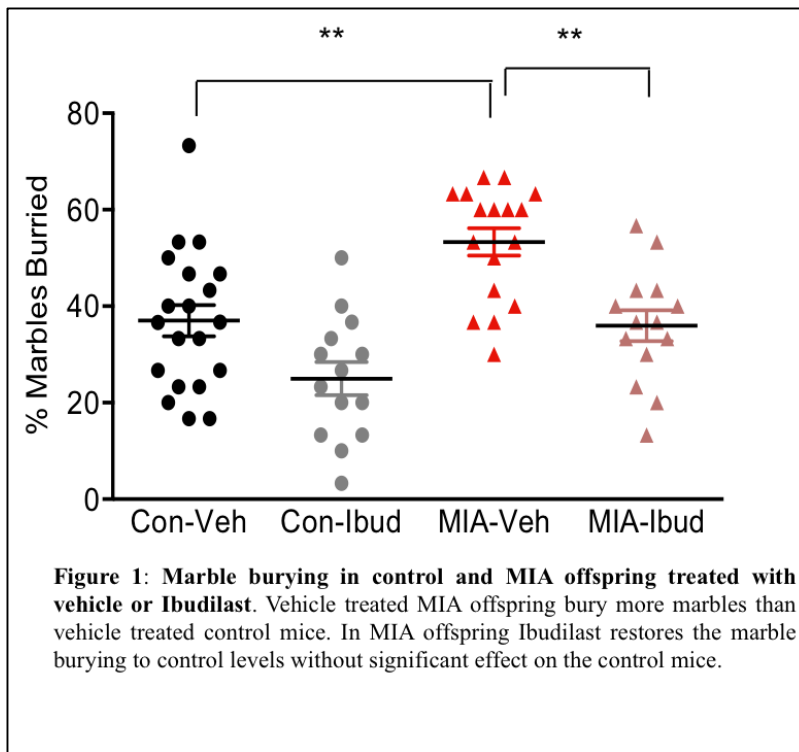 ** **
80
60
40
20
0
% Marbles Burried
Con-Veh Con-Ibud MIA-Veh MIA-Ibud
Figure 1: Marble burying in control and MIA offspring treated with
vehicle or Ibudilast. Vehicle treated MIA offspring bury more marbles than
vehicle treated control mice. In MIA offspring Ibudilast restores the marble
burying to control levels without significant effect on the control mice.